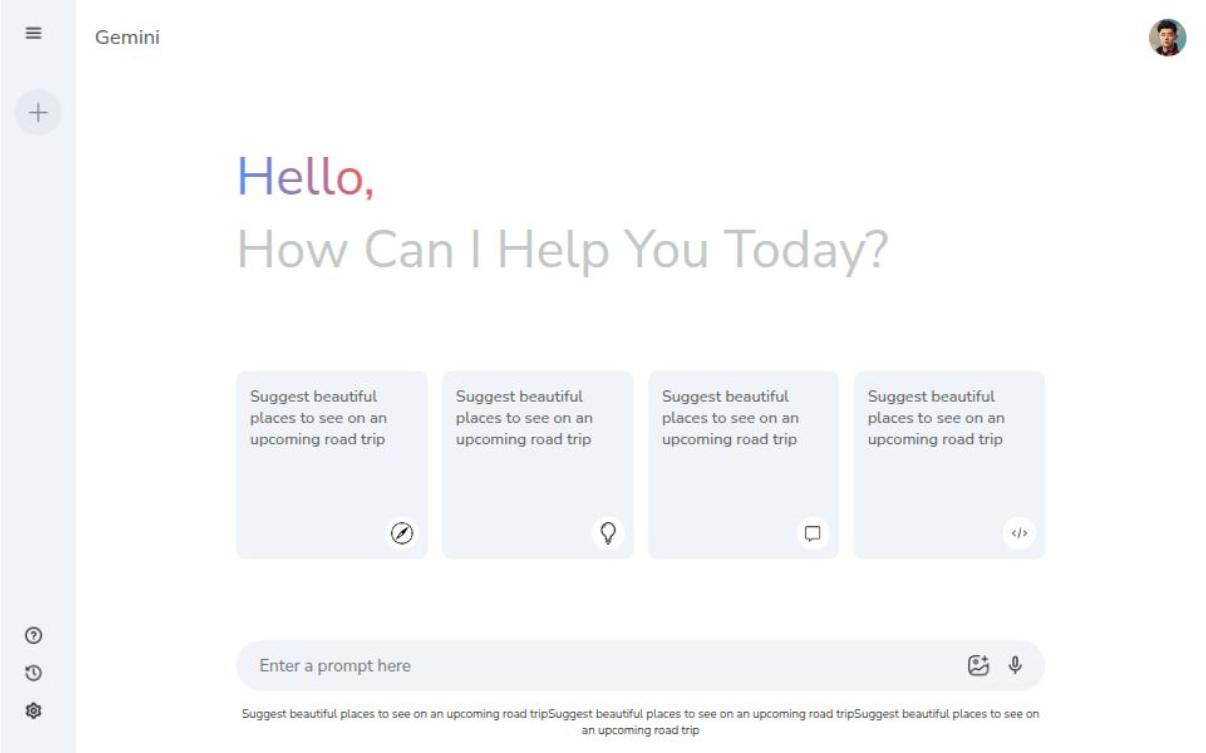 Gemini
Hello,
How Can I Help You Today?
Suggest beautiful
places to see on an
upcoming road trip
Suggest beautiful
places to see on an
upcoming road trip
Suggest beautiful
places to see on an
upcoming road trip
Suggest beautiful
places to see on an
upcoming road trip
Enter a prompt here
Suggest beautiful places to see on an upcoming road tripSuggest beautiful places to see on an upcoming road tripSuggest beautiful places to see on
an upcoming road trip